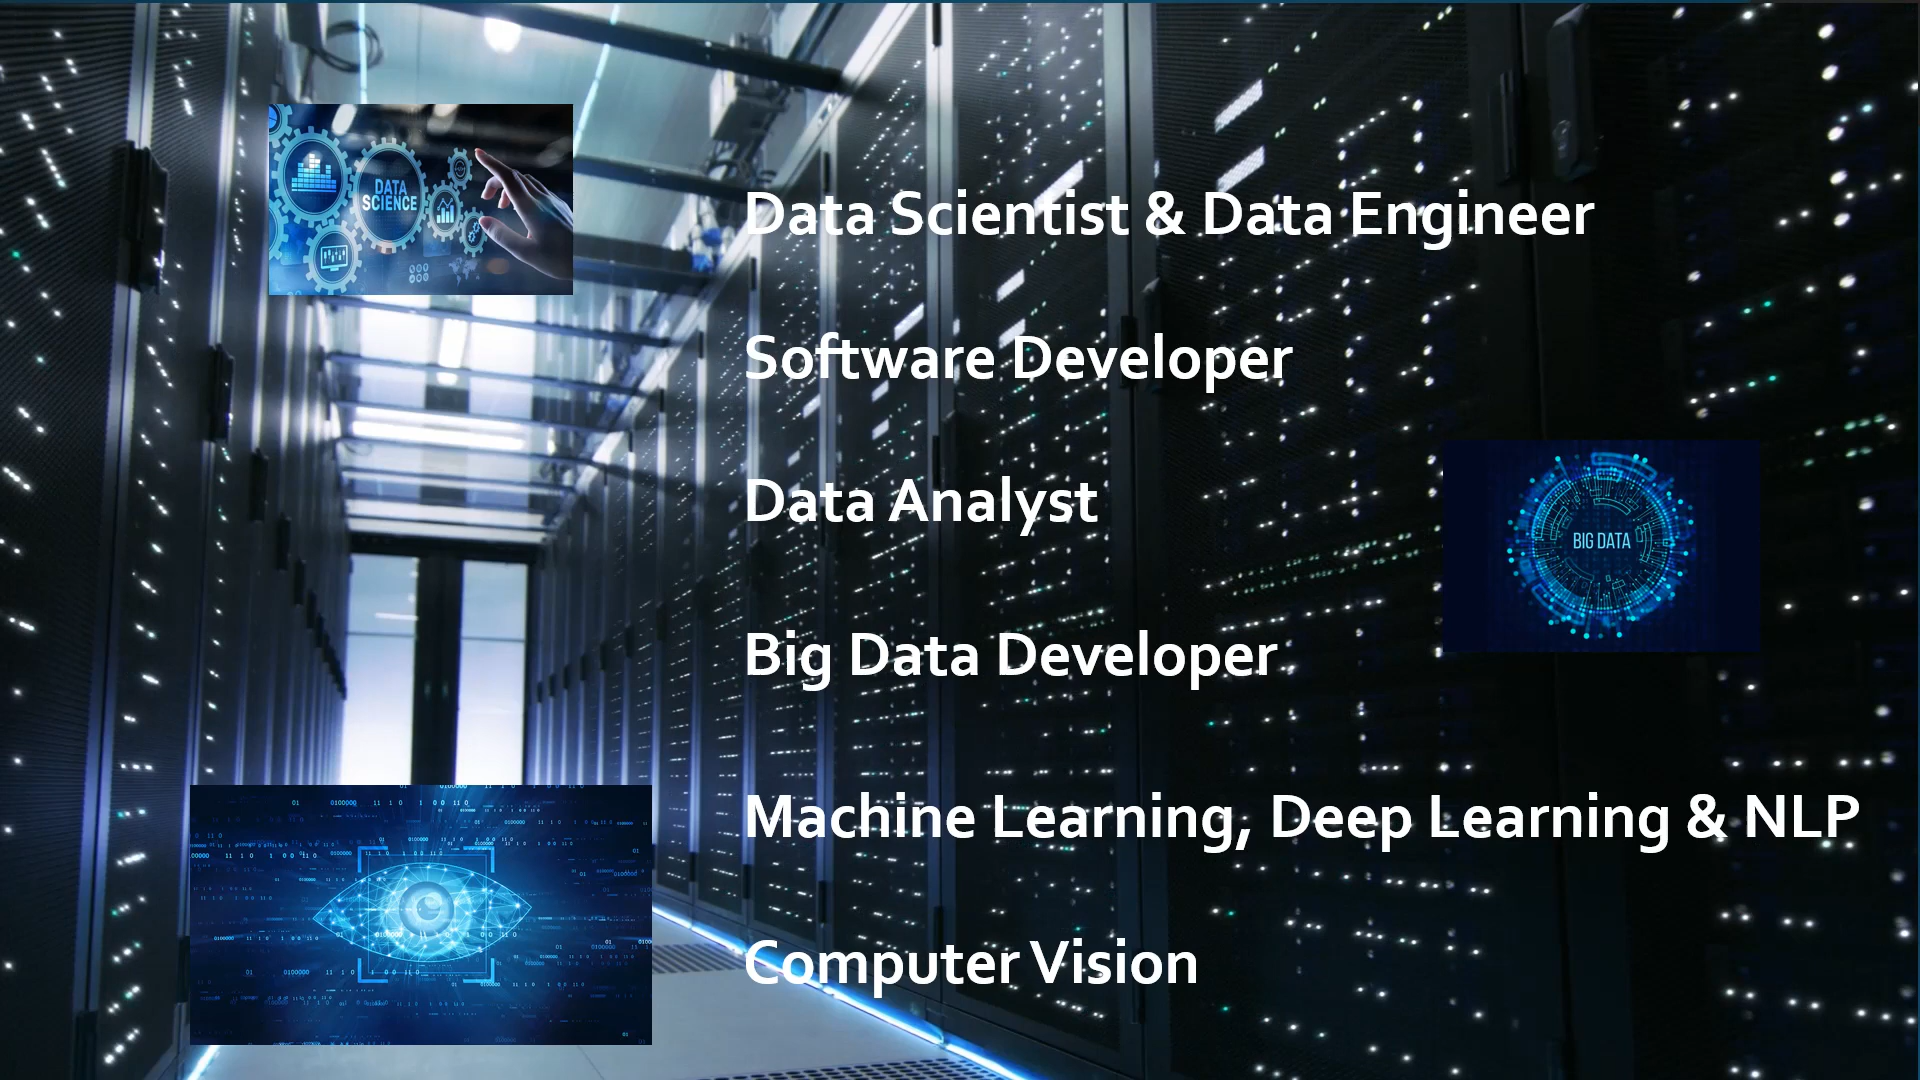 DATA
SCIENCE
Data Scientist & Data Engineer
Software Developer
Data Analyst
BIG DATA
Big Data Developer
Machine Learning, Deep Learning & NLP
Computer Vision